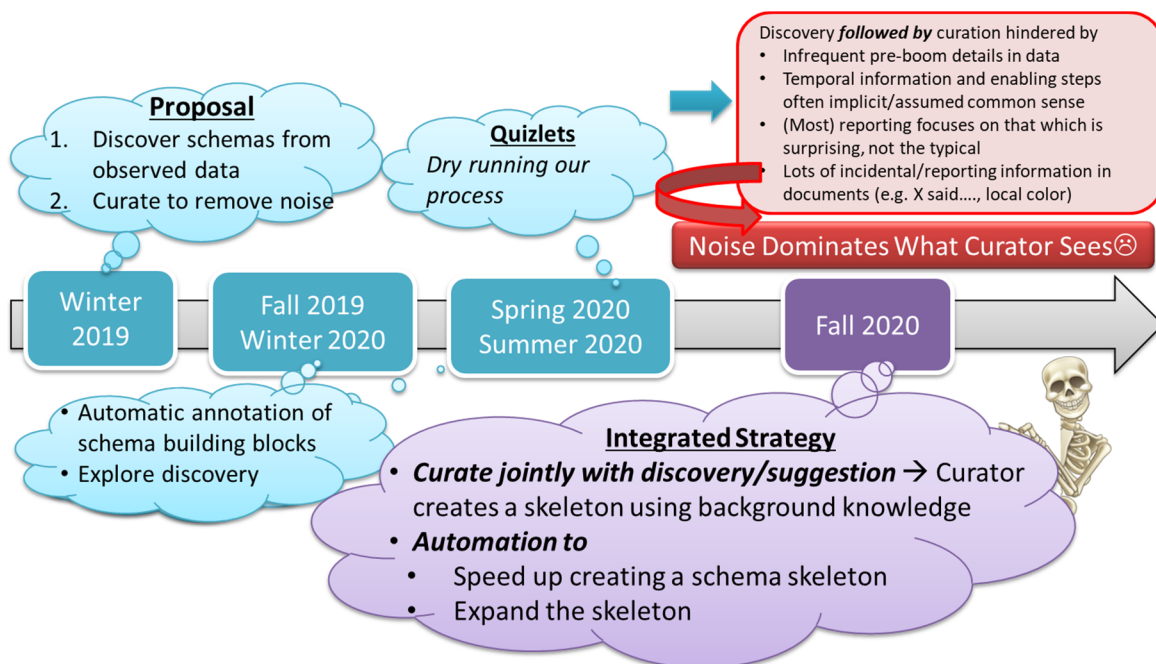 Proposal
1. Discover schemas from
observed data
2. Curate to remove noise
Quizlets
Dry running our
process
Discovery followed by curation hindered by
• Infrequent pre-boom details in data
• Temporal information and enabling steps
often implicit/assumed common sense
• (Most) reporting focuses on that which is
surprising, not the typical
• Lots of incidental/reporting information in
documents (e.g. X said...., local color)
Noise Dominates What Curator Sees☹
Winter
2019
Fall 2019
Winter 2020
Spring 2020
Summer 2020
Fall 2020
• Automatic annotation of
schema building blocks
• Explore discovery
Integrated Strategy
• Curate jointly with discovery/suggestion → Curator
creates a skeleton using background knowledge
• Automation to
• Speed up creating a schema skeleton
• Expand the skeleton